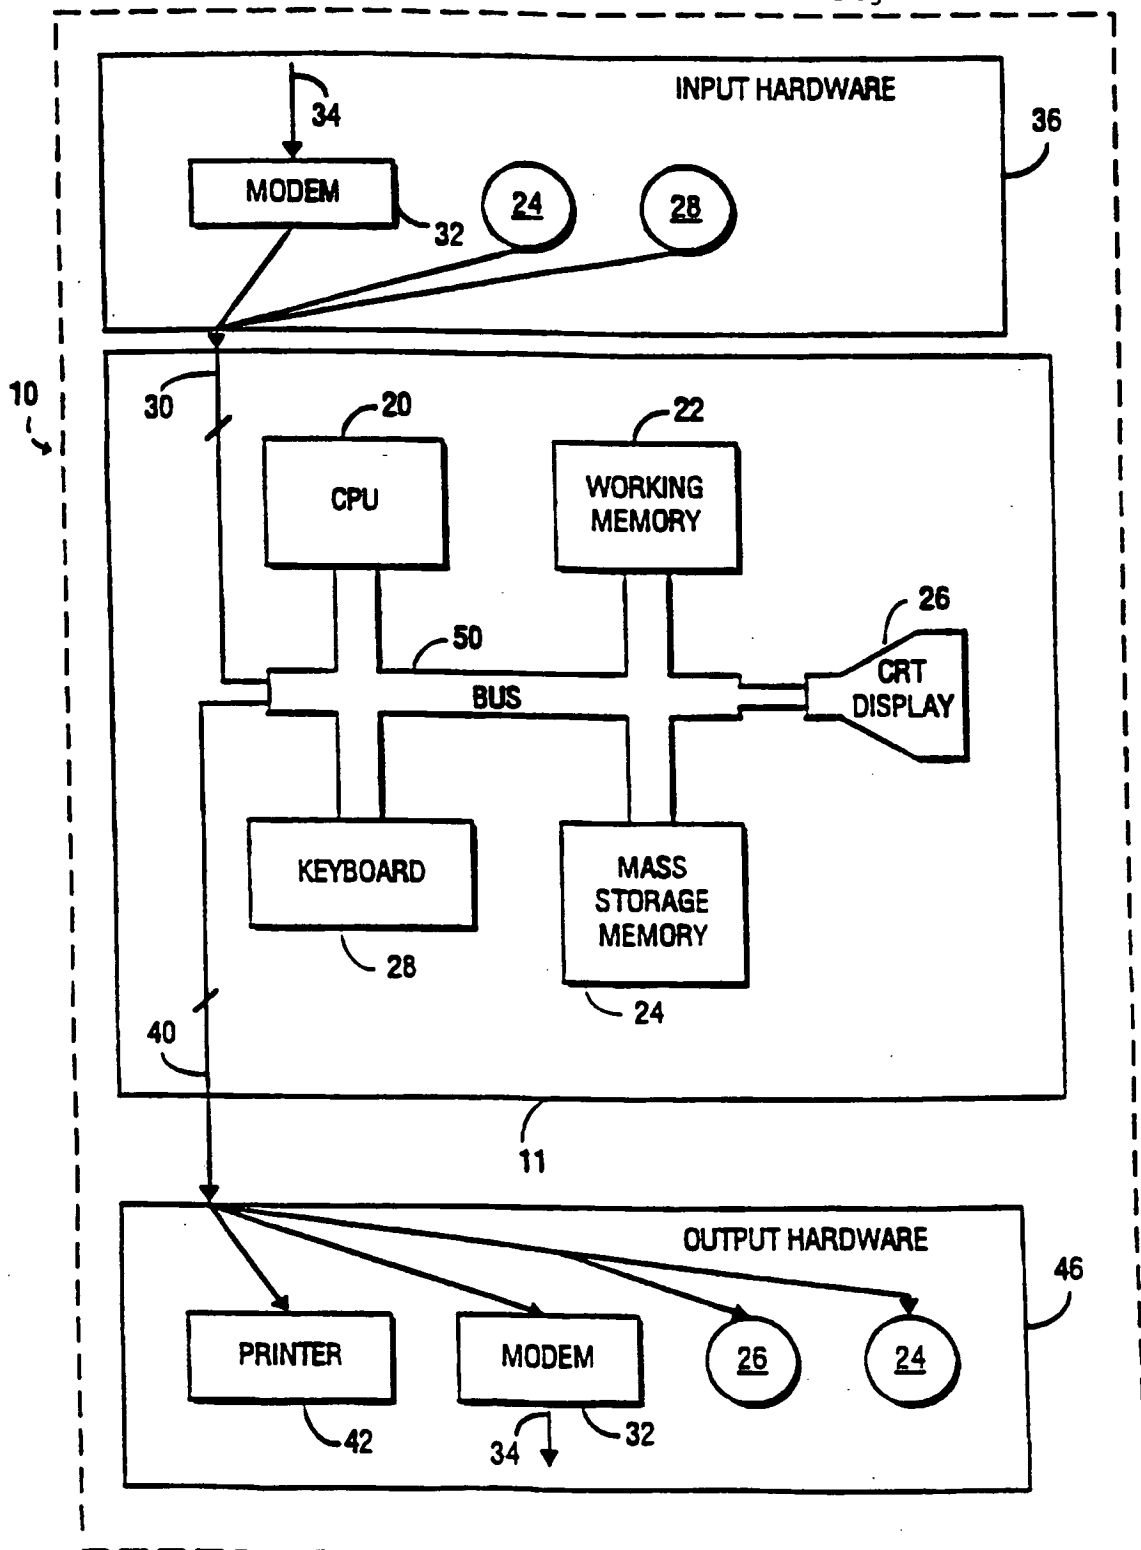 INPUT HARDWARE
34
36
MODEM
24
28
32
10
30
20
22
CPU
WORKING
MEMORY
26
50
CRT
DISPLAY
BUS
KEYBOARD
MASS
STORAGE
MEMORY
28
24
40
11
OUTPUT HARDWARE
46
PRINTER
MODEM
26
24
42
34
32